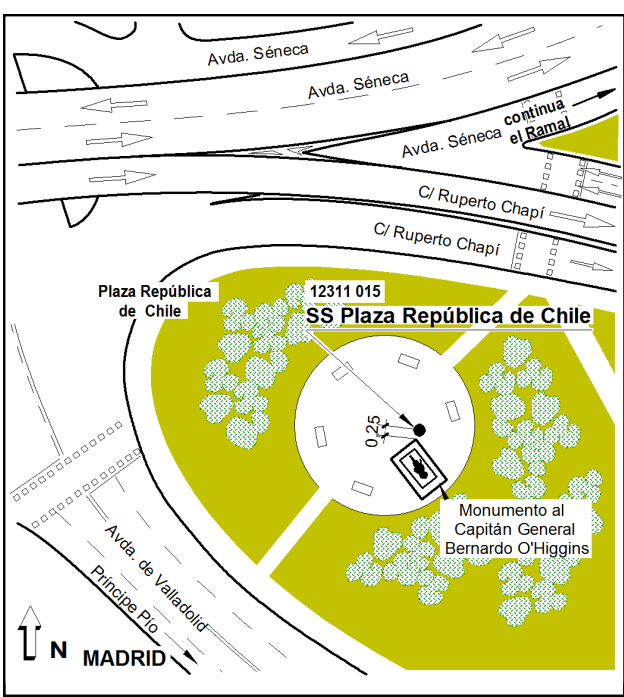 Avda. Séneca
Avda. Séneca
continua
el Ramal
Avda. Séneca
C/ Ruperto Chapí
C/ Ruperto Chapí
Plaza República
de Chile
12311 015
SS Plaza República de Chile
0,25
Monumento al
Capitán General
Bernardo O'Higgins
Avda. de Valladolid
Príncipe Pío
N
MADRID